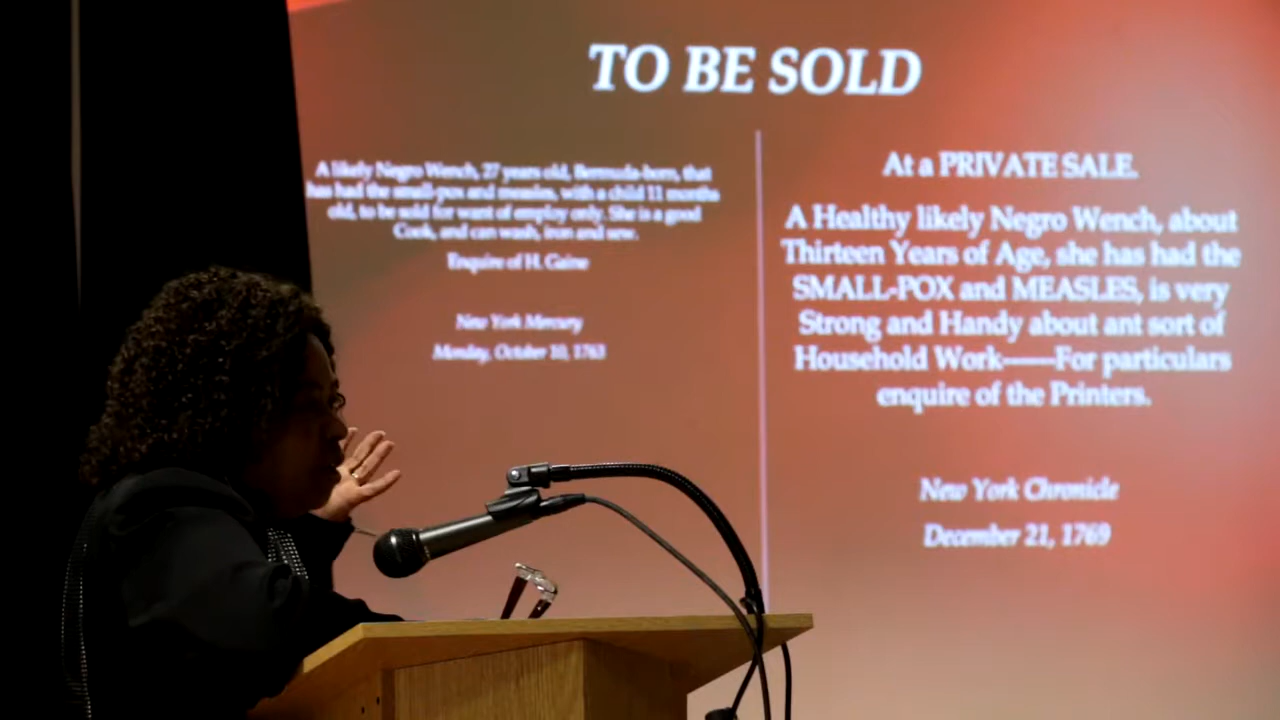 TO BE SOLD
A likely Negro Wench, 27 years old, Bermuda-born, that
has had the small-pox and measles, with a child 11 months
old, to be sold for want of employ only. She is a good
Cook, and can wash, iron and sew.
Enquire of H. Gaine
New York Mercury
Monday, October 10, 1763
At a PRIVATE SALE.
A Healthy likely Negro Wench, about
Thirteen Years of Age, she has had the
SMALL-POX and MEASLES, is very
Strong and Handy about ant sort of
Household Work——For particulars
enquire of the Printers.
New York Chronicle
December 21, 1769